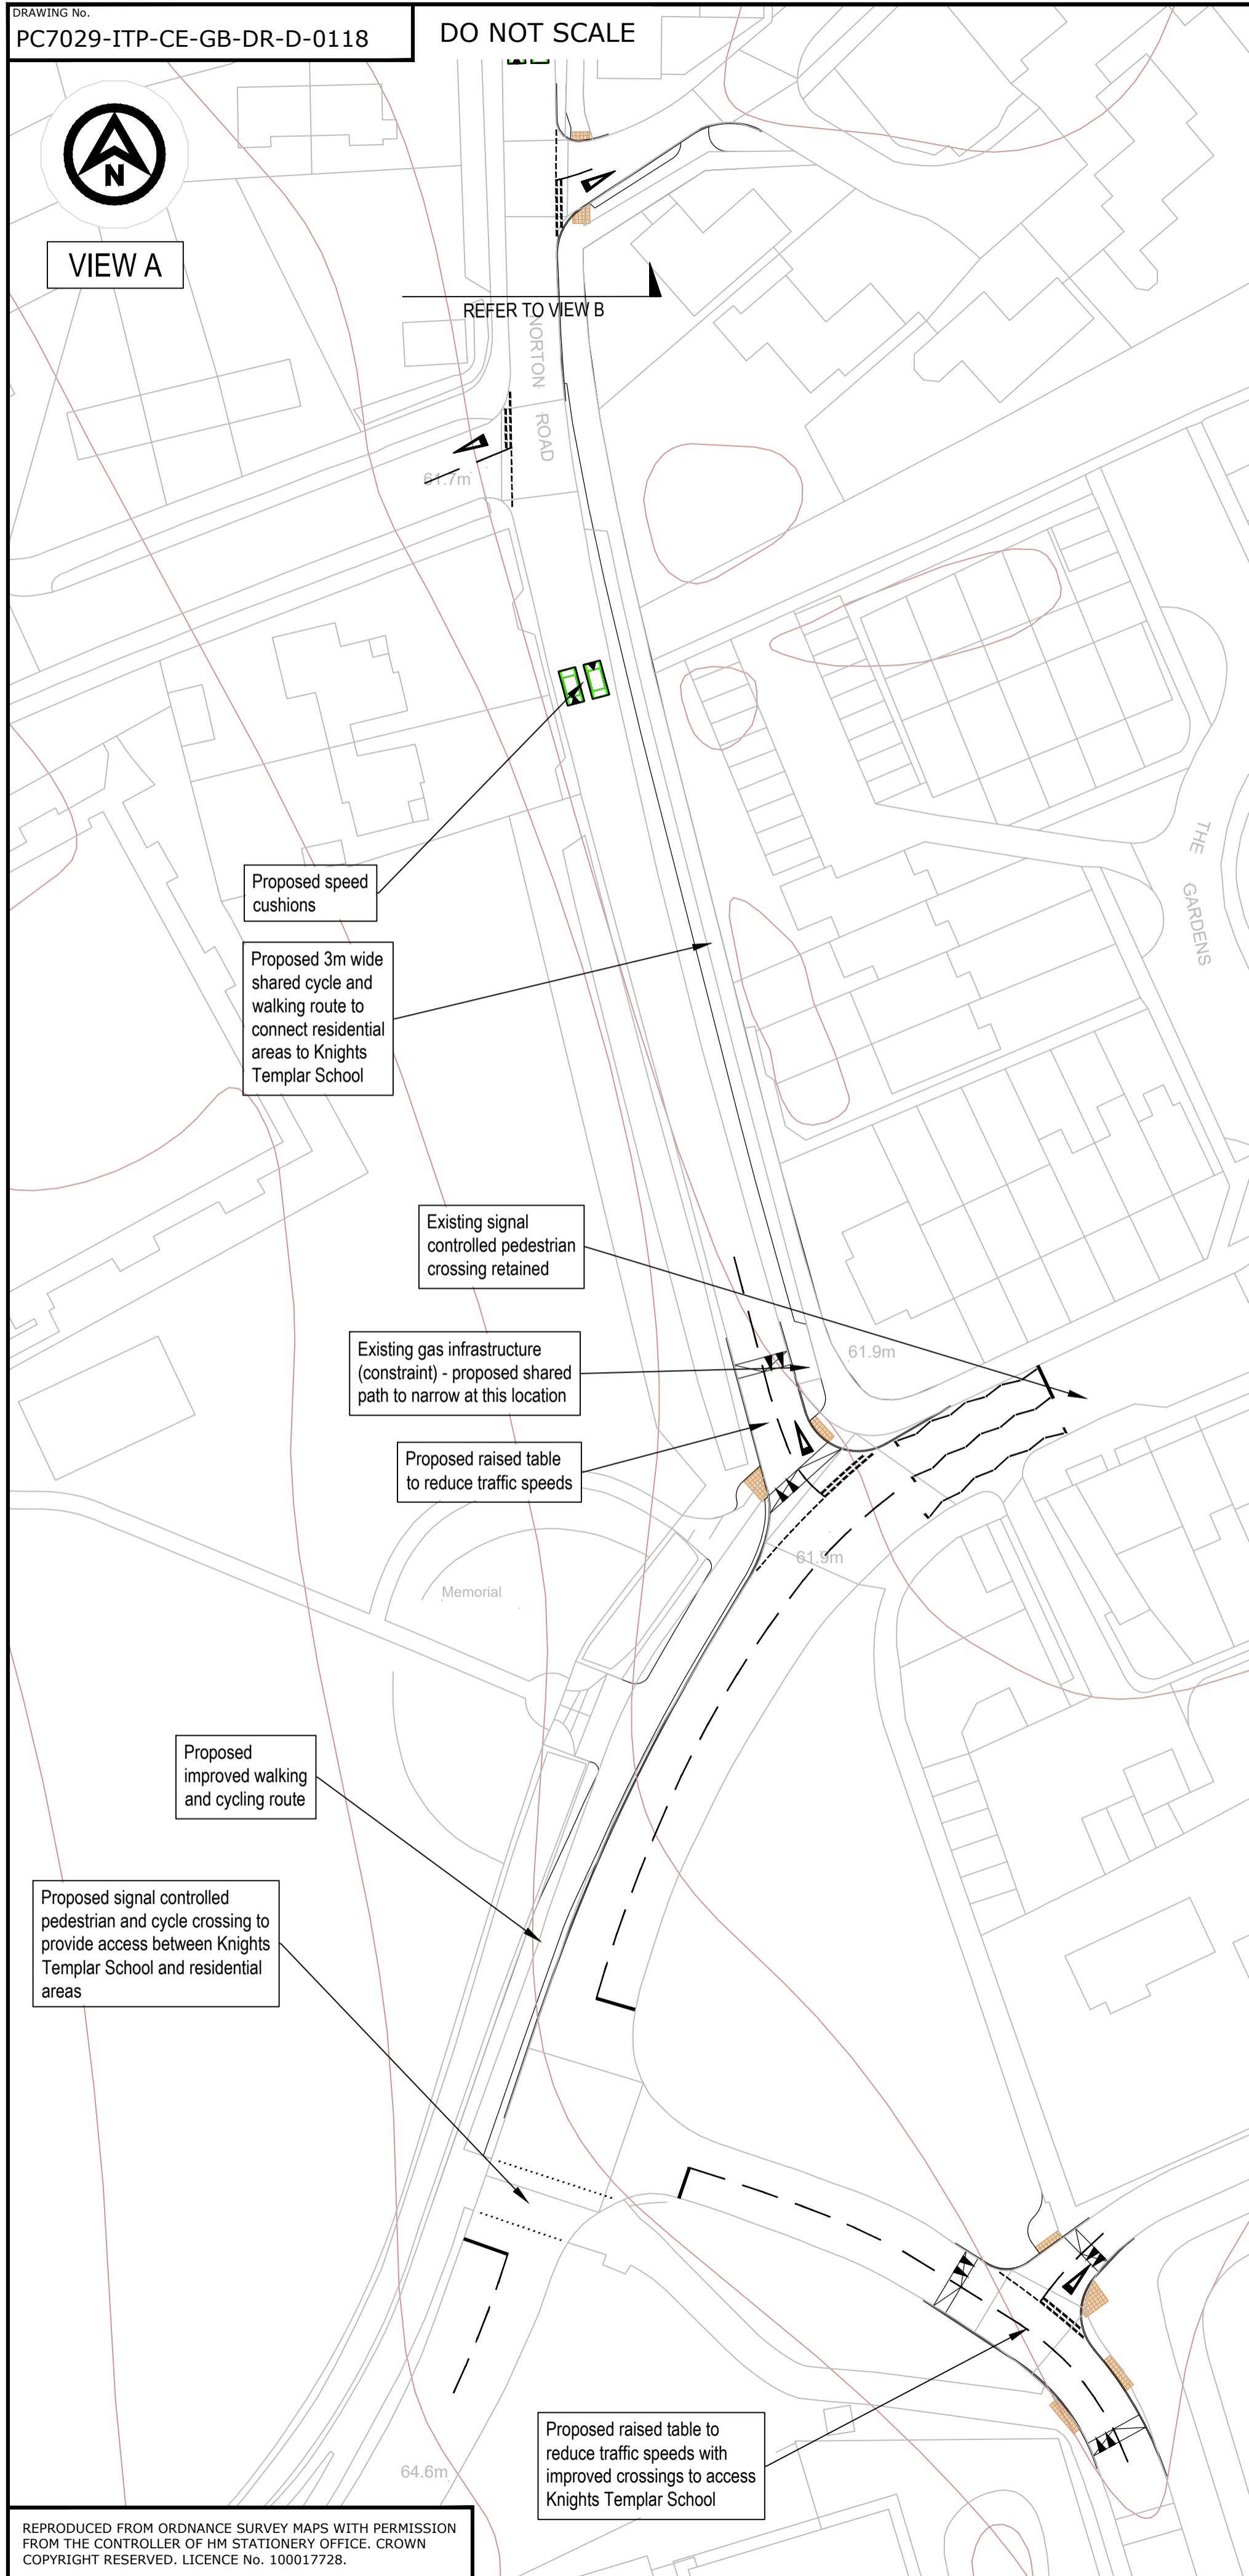 DRAWING No.
PC7029-ITP-CE-GB-DR-D-0118
DO NOT SCALE
N
VIEW A
REFER TO VIEW B
NORTON ROAD
61.7m
Proposed speed
cushions
THE GARDENS
Proposed 3m wide
shared cycle and
walking route to
connect residential
areas to Knights
Templar School
Existing signal
controlled pedestrian
crossing retained
Existing gas infrastructure
(constraint) - proposed shared
path to narrow at this location
61.9m
Proposed raised table
to reduce traffic speeds
61.9m
Memorial
Proposed
improved walking
and cycling route
Proposed signal controlled
pedestrian and cycle crossing to
provide access between Knights
Templar School and residential
areas
64.6m
Proposed raised table to
reduce traffic speeds with
improved crossings to access
Knights Templar School
REPRODUCED FROM ORDNANCE SURVEY MAPS WITH PERMISSION
FROM THE CONTROLLER OF HM STATIONERY OFFICE. CROWN
COPYRIGHT RESERVED. LICENCE No. 100017728.